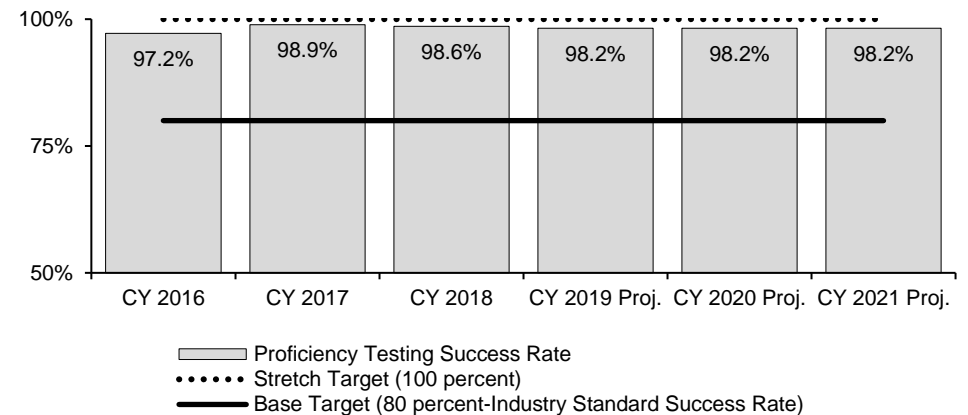 100%
97.2%
98.9%
98.6%
98.2%
98.2%
98.2%
75%
50%
CY 2016
CY 2017
CY 2018
CY 2019 Proj.
CY 2020 Proj.
CY 2021 Proj.
Proficiency Testing Success Rate
Stretch Target (100 percent)
Base Target (80 percent-Industry Standard Success Rate)